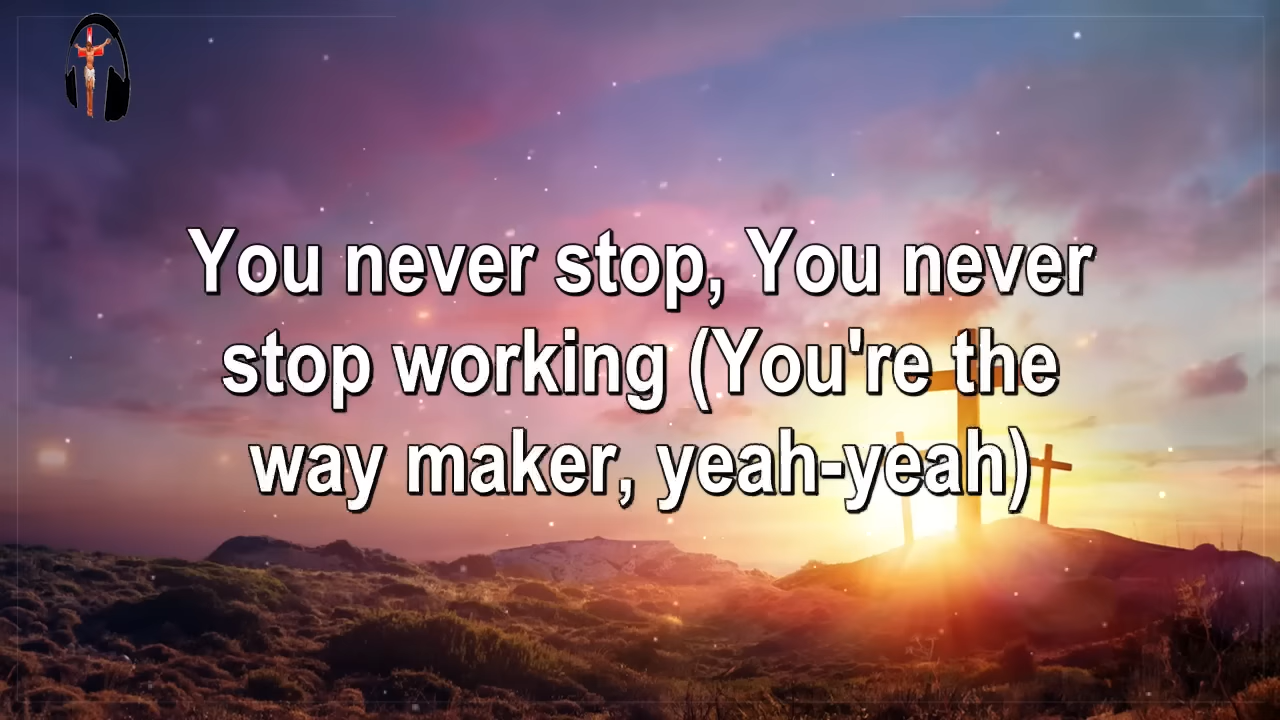 You never stop, You never
stop working (You're the
way maker, yeah-yeah)